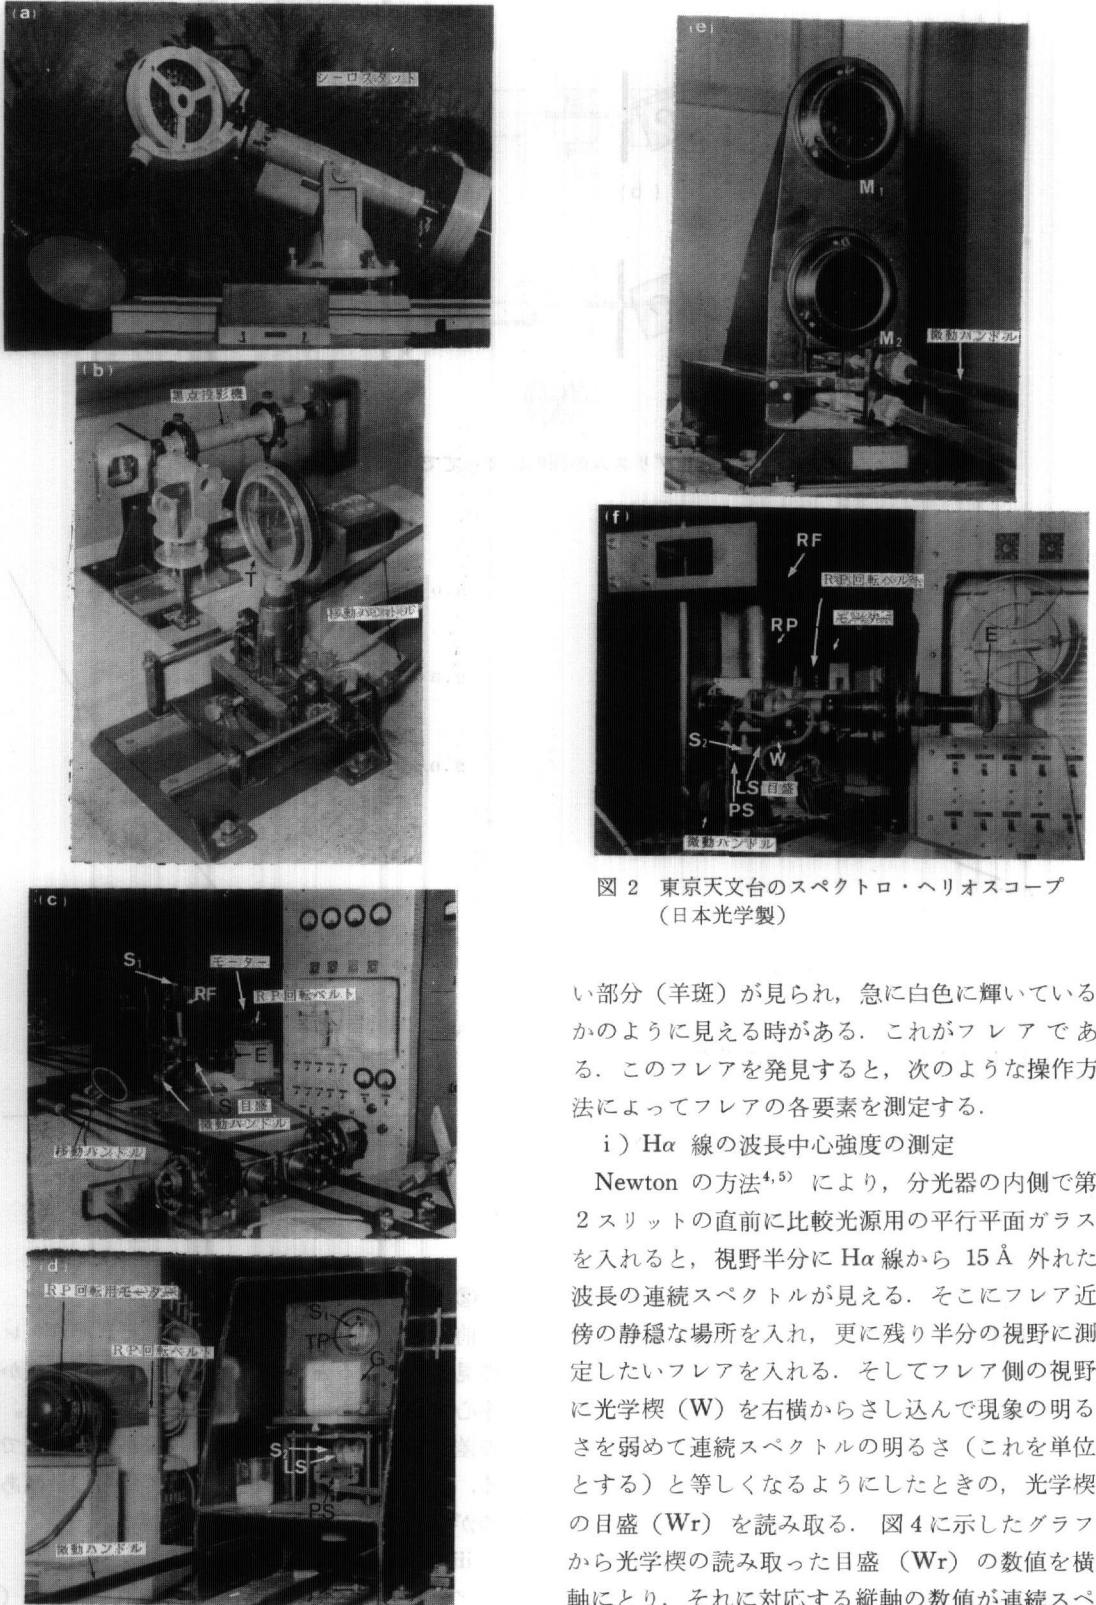 (a)
シーロスタット
(b)
黒点投影機
T
移動ハンドル
(c)
S1
モーター
RF
RP回転ベルト
E
S 目盛
微動ハンドル
移動ハンドル
(d)
RP回転用モーター
S1
TP
RP回転ベルト
G
S2
LS
PS
微動ハンドル
(e)
M1
M2
微動ハンドル
(f)
RF
RP回転ベルト
RP
モーター
E
S2
W
LS目盛
PS
微動ハンドル
図 2 東京天文台のスペクトロ・ヘリオスコープ
(日本光学製)
い部分(羊斑)が見られ,急に白色に輝いている
かのように見える時がある.これがフレアであ
る.このフレアを発見すると,次のような操作方
法によってフレアの各要素を測定する.
i)Hα 線の波長中心強度の測定
Newton の方法4,5) により,分光器の内側で第
2スリットの直前に比較光源用の平行平面ガラス
を入れると,視野半分に Hα線から 15Å 外れた
波長の連続スペクトルが見える.そこにフレア近
傍の静穏な場所を入れ,更に残り半分の視野に測
定したいフレアを入れる.そしてフレア側の視野
に光学楔(W)を右横からさし込んで現象の明る
さを弱めて連続スペクトルの明るさ(これを単位
とする)と等しくなるようにしたときの,光学楔
の目盛(Wr)を読み取る. 図4に示したグラフ
から光学楔の読み取った目盛 (Wr) の数値を横
軸にとり,それに対応する縦軸の数値が連続スペ